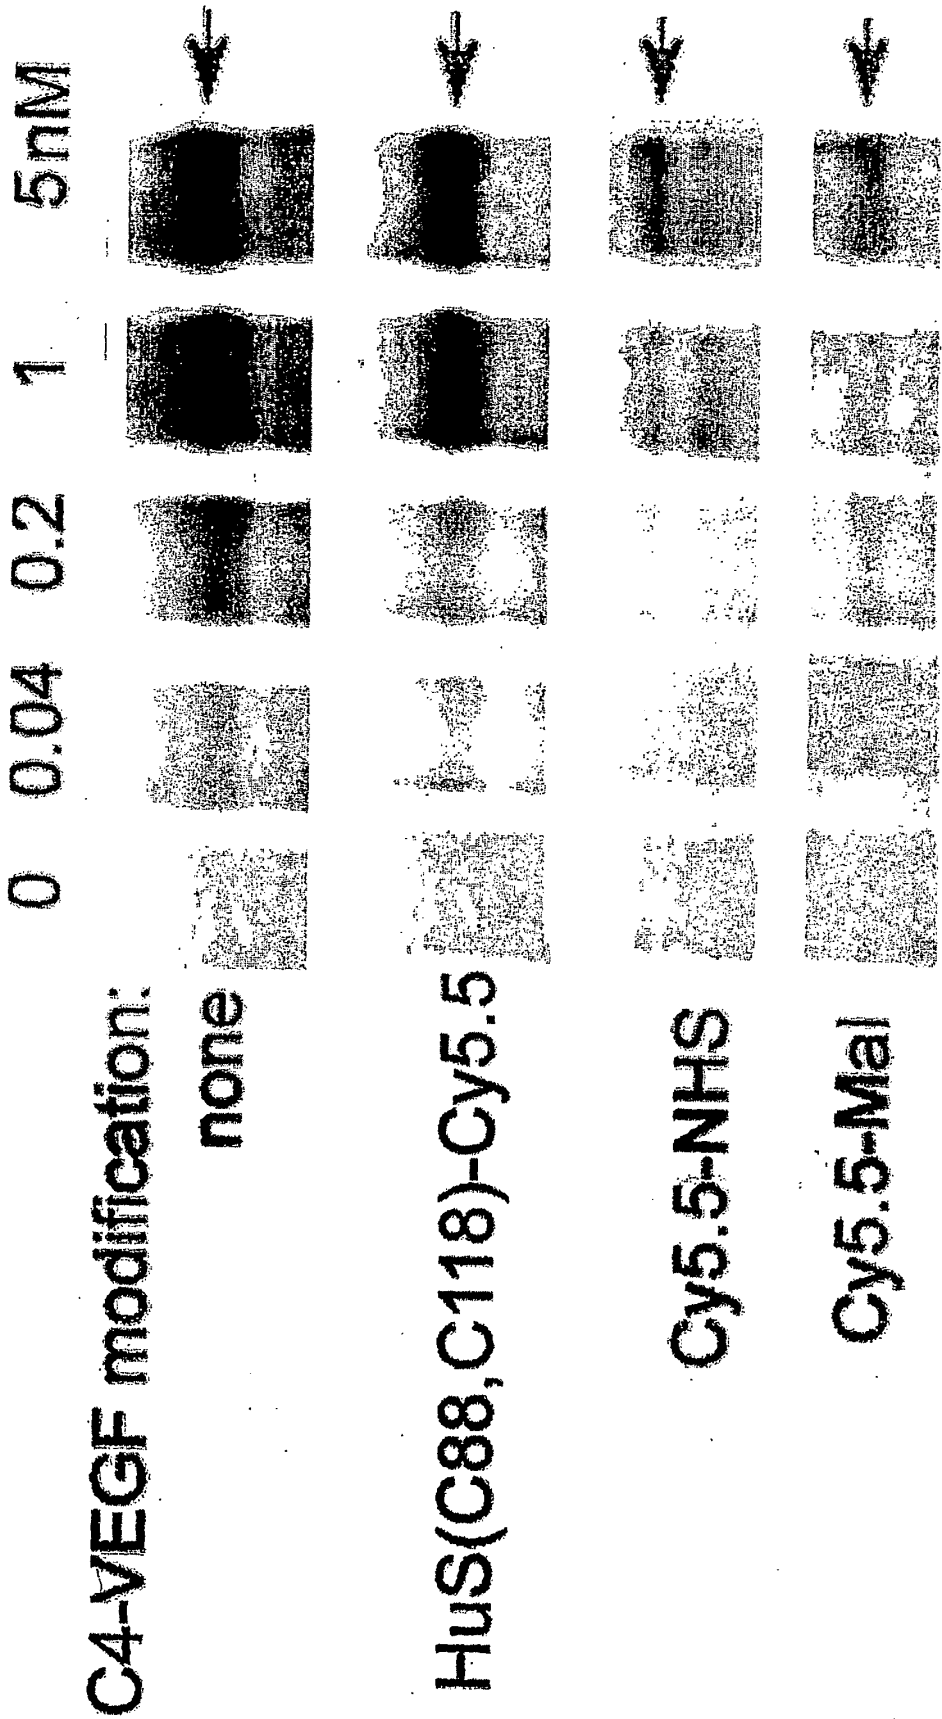 0 0.04 0.2 1 5nM
C4-VEGF modification:
none
HuS(C88,C118)-Cy5.5
Cy5.5-NHS
Cy5.5-Mal